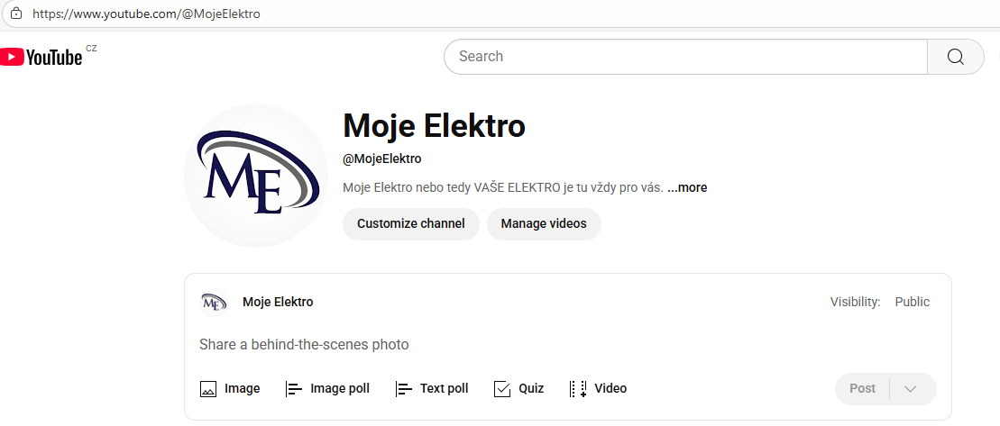 https://www.youtube.com/@MojeElektro
YouTube CZ
Search
ME
Moje Elektro
@MojeElektro
Moje Elektro nebo tedy VAŠE ELEKTRO je tu vždy pro vás. ...more
Customize channel Manage videos
ME Moje Elektro Visibility: Public
Share a behind-the-scenes photo
Image Image poll Text poll Quiz Video Post